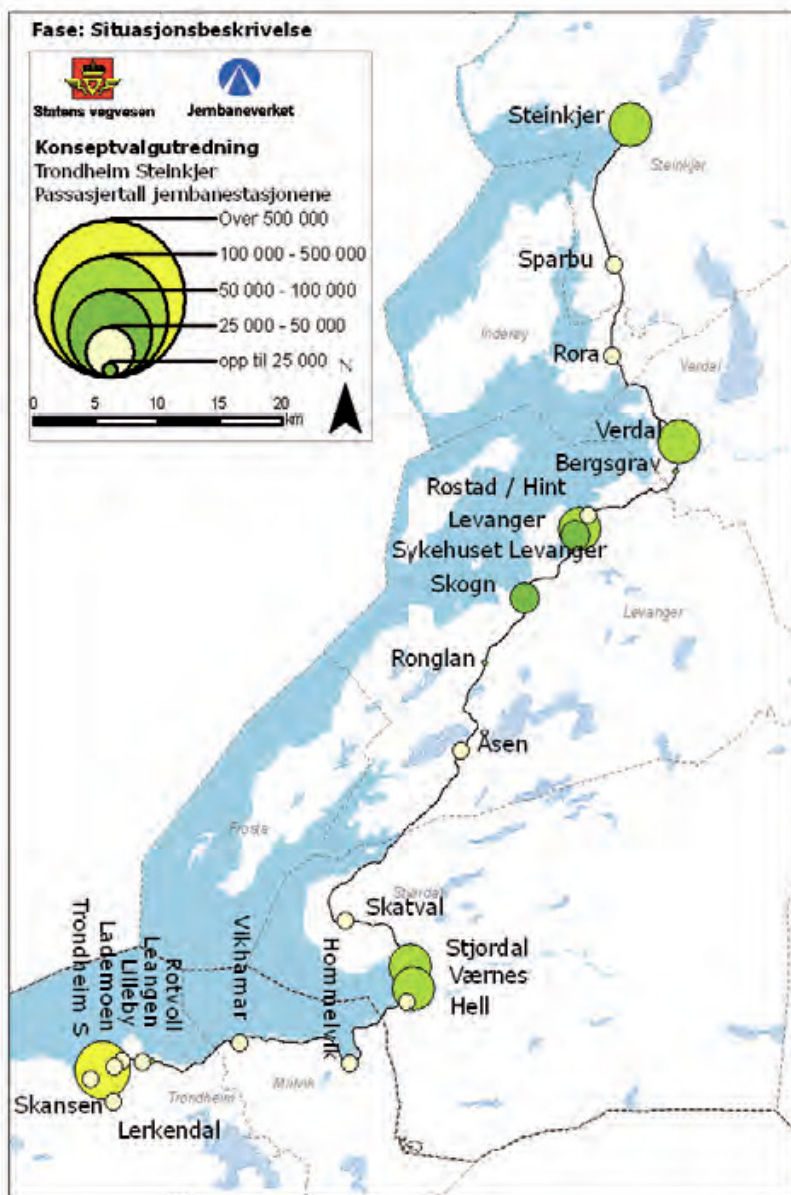 Fase: Situasjonsbeskrivelse
Statens vegvesen
Jernbaneverket
Konseptvalgutredning
Trondheim Steinkjer
Passasjertall jernbanestasjonene
Over 500 000
100 000 - 500 000
50 000 - 100 000
25 000 - 50 000
opp til 25 000
N
0 5 10 15 20
km
Steinkjer
Steinkjer
Sparbu
Inderøy
Rora
Verdal
Verdal
Bergsgrav
Rostad / Hint
Levanger
Sykehuset Levanger
Skogn
Levanger
Ronglan
Åsen
Frosta
Skatval
Stjordal
Værnes
Hell
Hommelvik
Vikhamar
Rotvoll
Leangen
Lilleby
Lademoen
Trondheim S
Skansen
Lerkendal
Trondheim
Malvik